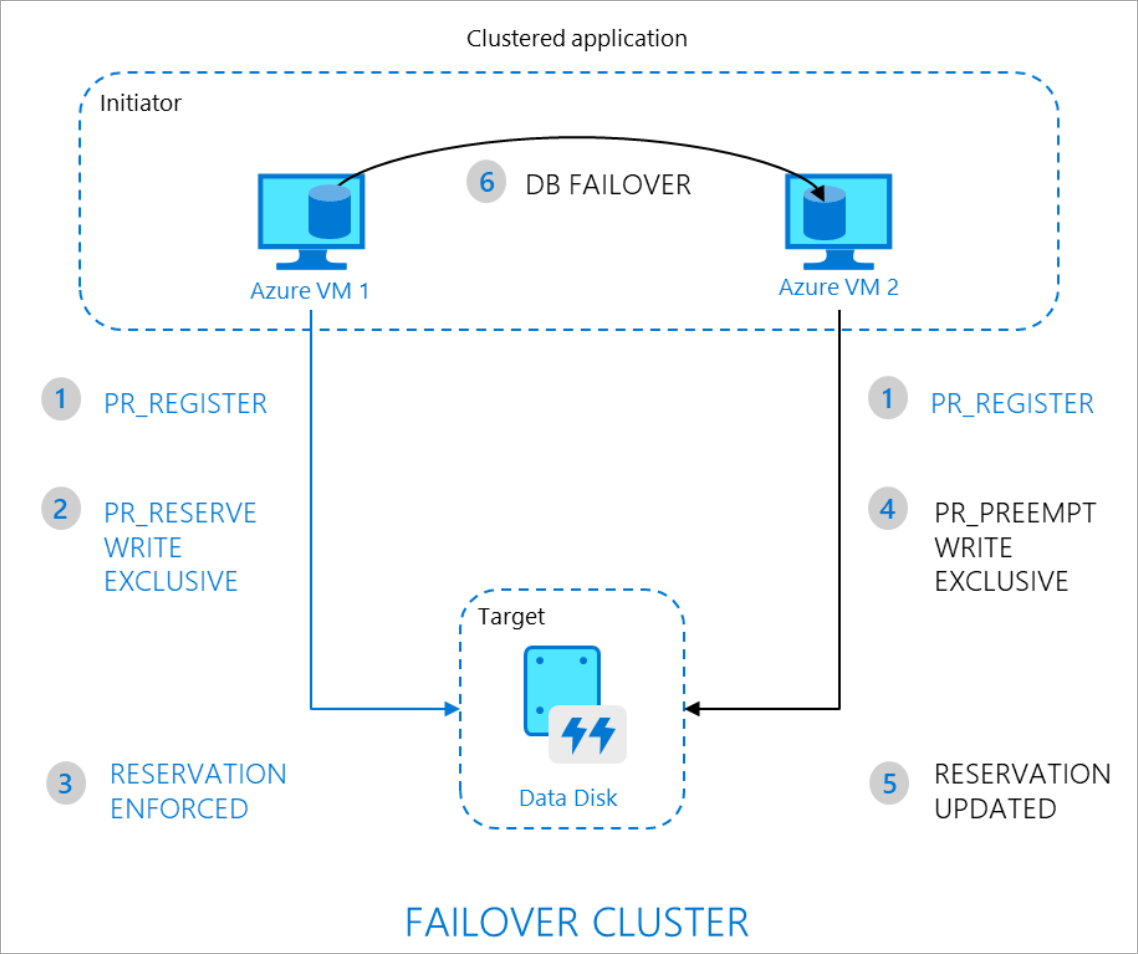 Clustered application
Initiator
6 DB FAILOVER
Azure VM 1
Azure VM 2
1 PR_REGISTER
1 PR_REGISTER
2 PR_RESERVE
WRITE
EXCLUSIVE
4 PR_PREEMPT
WRITE
EXCLUSIVE
Target
Data Disk
3 RESERVATION
ENFORCED
5 RESERVATION
UPDATED
FAILOVER CLUSTER